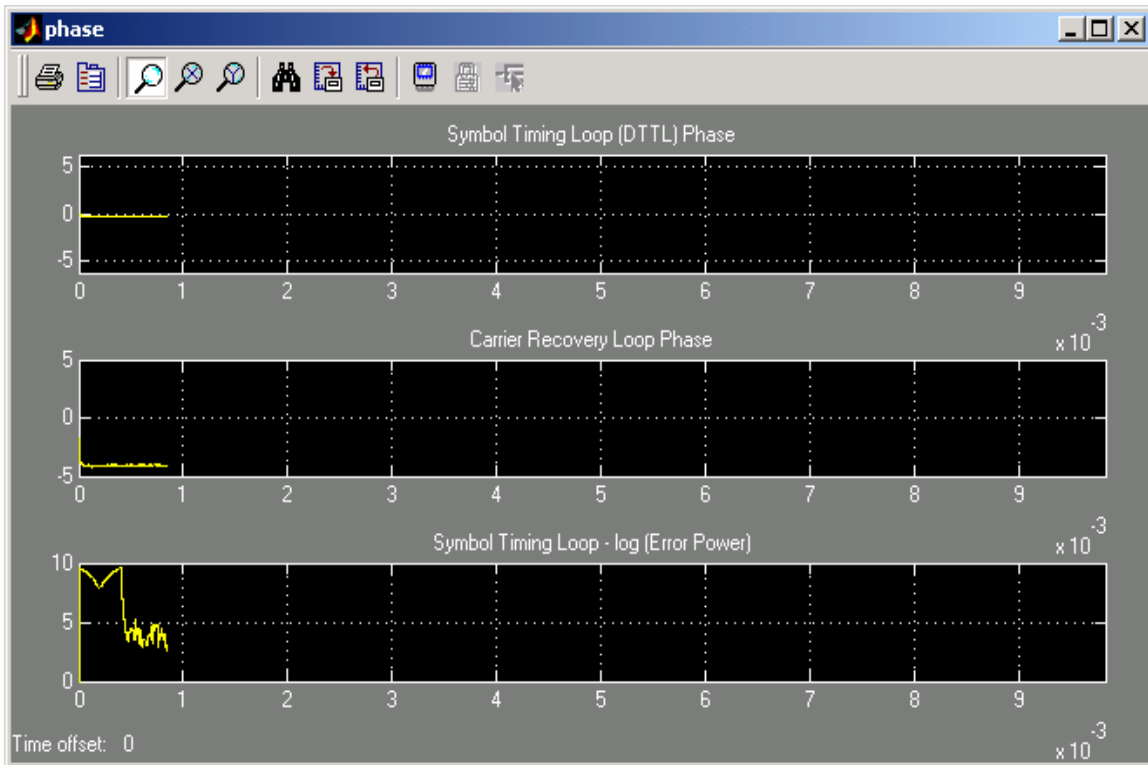 phase
Symbol Timing Loop (DTTL) Phase
5
0
-5
0 1 2 3 4 5 6 7 8 9
x 10 -3
Carrier Recovery Loop Phase
5
0
-5
0 1 2 3 4 5 6 7 8 9
x 10 -3
Symbol Timing Loop - log (Error Power)
10
5
0
0 1 2 3 4 5 6 7 8 9
x 10 -3
Time offset: 0